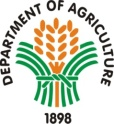 DEPARTMENT OF AGRICULTURE
1898